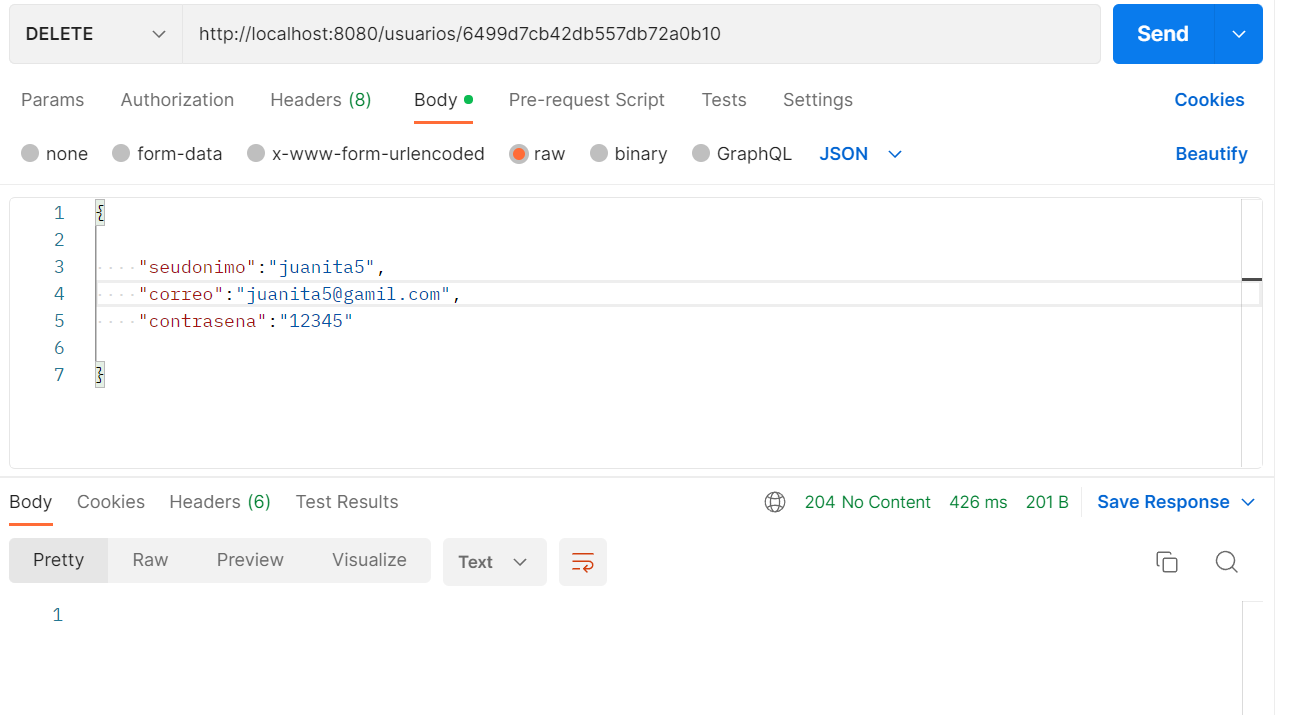 DELETE http://localhost:8080/usuarios/6499d7cb42db557db72a0b10 Send
Params Authorization Headers (8) Body Pre-request Script Tests Settings Cookies
none form-data x-www-form-urlencoded raw binary GraphQL JSON Beautify
1 {
2
3 "seudonimo":"juanita5",
4 "correo":"juanita5@gamil.com",
5 "contrasena":"12345"
6
7 }
Body Cookies Headers (6) Test Results 204 No Content 426 ms 201 B Save Response
Pretty Raw Preview Visualize Text
1